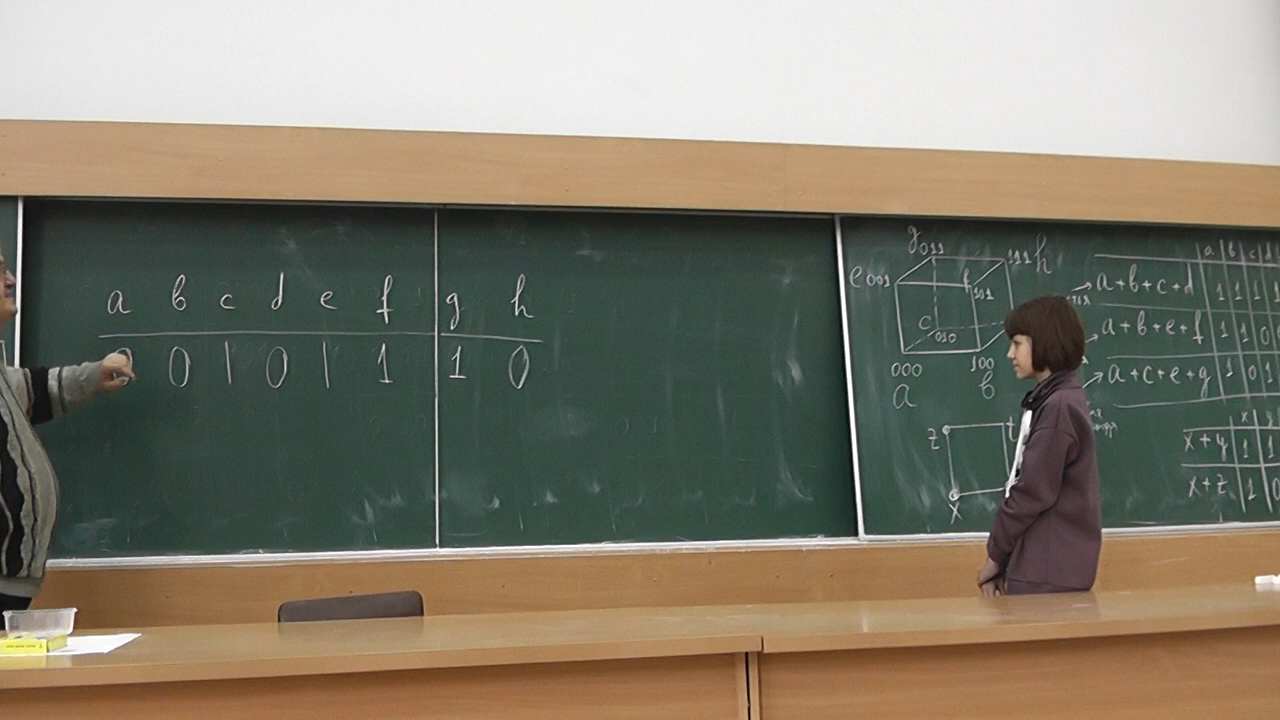 a b c d e f g h
0 0 1 0 1 1 1 0
g 011
111 h
e 001
f
101
c
010
000
100
a
b
z
t
x
a b c d
a+b+c+d 1 1 1 1
a+b+e+f 1 1 0
a+c+e+g 1 0 1
x y
x+y 1 1
x+z 1 0